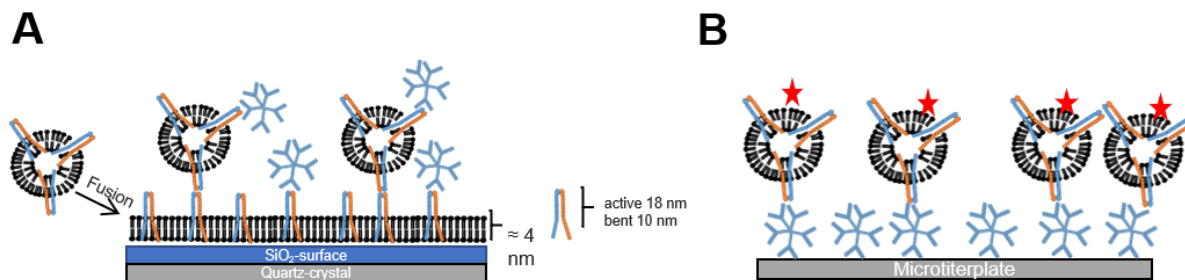 A
B
Fusion
active 18 nm
bent 10 nm
≈ 4
nm
SiO₂-surface
Quartz-crystal
Microtiterplate